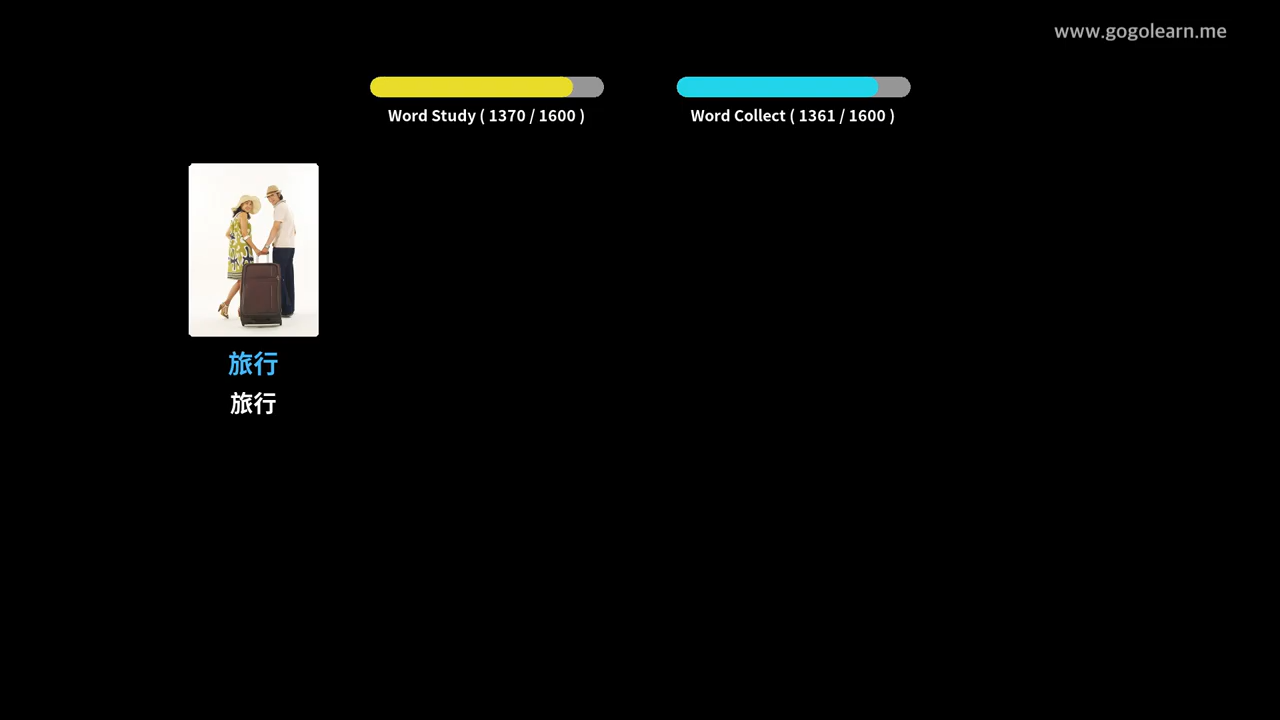 www.gogolearn.me
Word Study ( 1370 / 1600 )
Word Collect ( 1361 / 1600 )
旅行
旅行